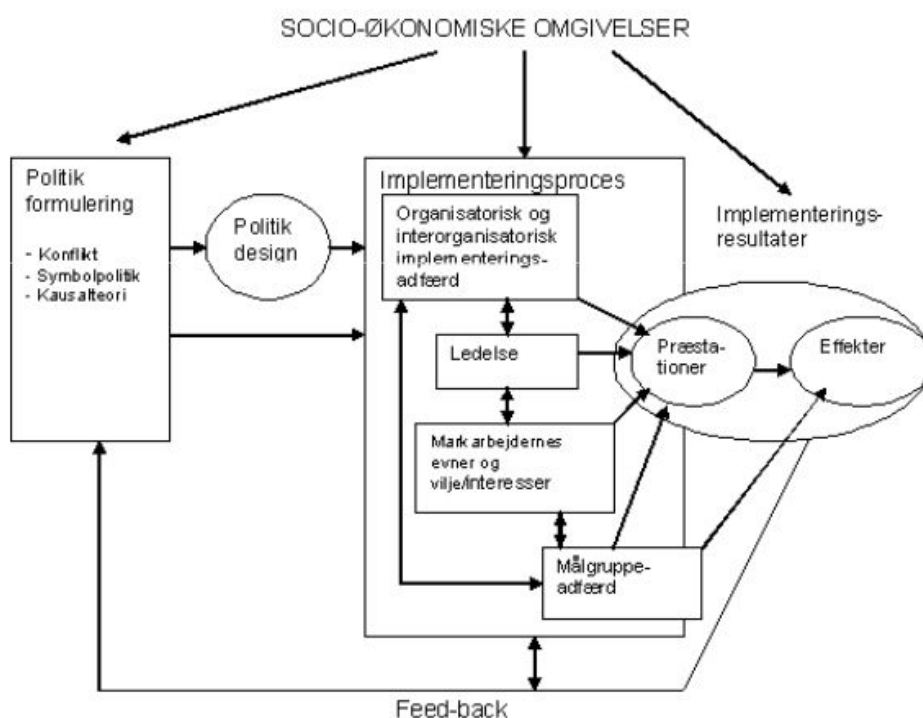 SOCIO-ØKONOMISKE OMGIVELSER
Politik
formulering
- Konflikt
- Symbolpolitik
- Kausalteori
Politik
design
Implementeringsproces
Organisatorisk og
interorganisatorisk
implementerings-
adfærd
Ledelse
Markarbejdernes
evner og
vilje/interesser
Målgruppe-
adfærd
Implementerings-
resultater
Præsta-
tioner
Effekter
Feed-back